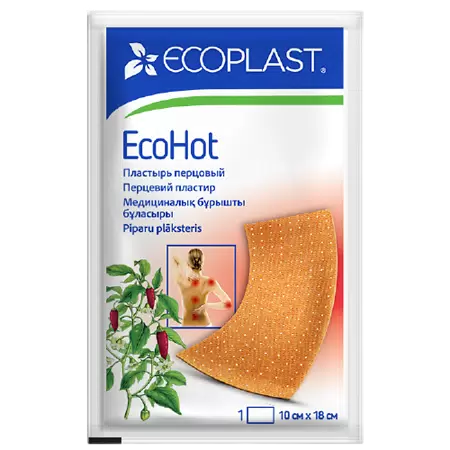 ECOPLAST®
EcoHot
Пластырь перцовый
Перцевий пластир
Медициналық бұрышты
бұласыры
Piparu plāksteris
1 10 см x 18 см